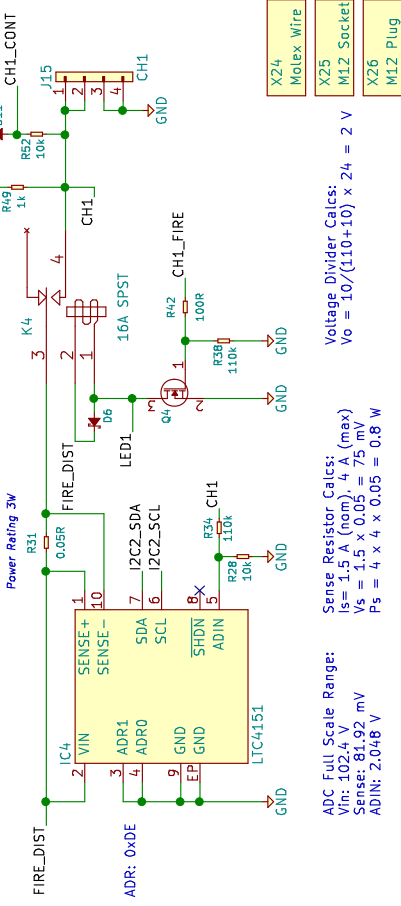 FIRE_DIST
ADR: 0xDE
IC4
VIN
ADR1
ADR0
GND
GND
SENSE+
SENSE-
SDA
SCL
SHDN
ADIN
LTC4151
2
3
4
9
EP
1
10
7
6
8
5
GND
Power Rating 3W
R31
0.05R
I2C2_SDA
I2C2_SCL
CH1
R34
110k
R28
10k
GND
FIRE_DIST
LED1
D6
K4
3
4
2
1
16A SPST
Q4
3
1
2
R42
100R
CH1_FIRE
R38
110k
GND
GND
R49
1k
CH1
R52
10k
CH1_CONT
J15
1
2
3
4
CH1
GND
ADC Full Scale Range:
Vin: 102.4 V
Sense: 81.92 mV
ADIN: 2.048 V
Sense Resistor Calcs:
Is= 1.5 A (nom), 4 A (max)
Vs = 1.5 x 0.05 = 75 mV
Ps = 4 x 4 x 0.05 = 0.8 W
Voltage Divider Calcs:
Vo = 10/(110+10) x 24 = 2 V
X24
Molex Wire
X25
M12 Socket
X26
M12 Plug